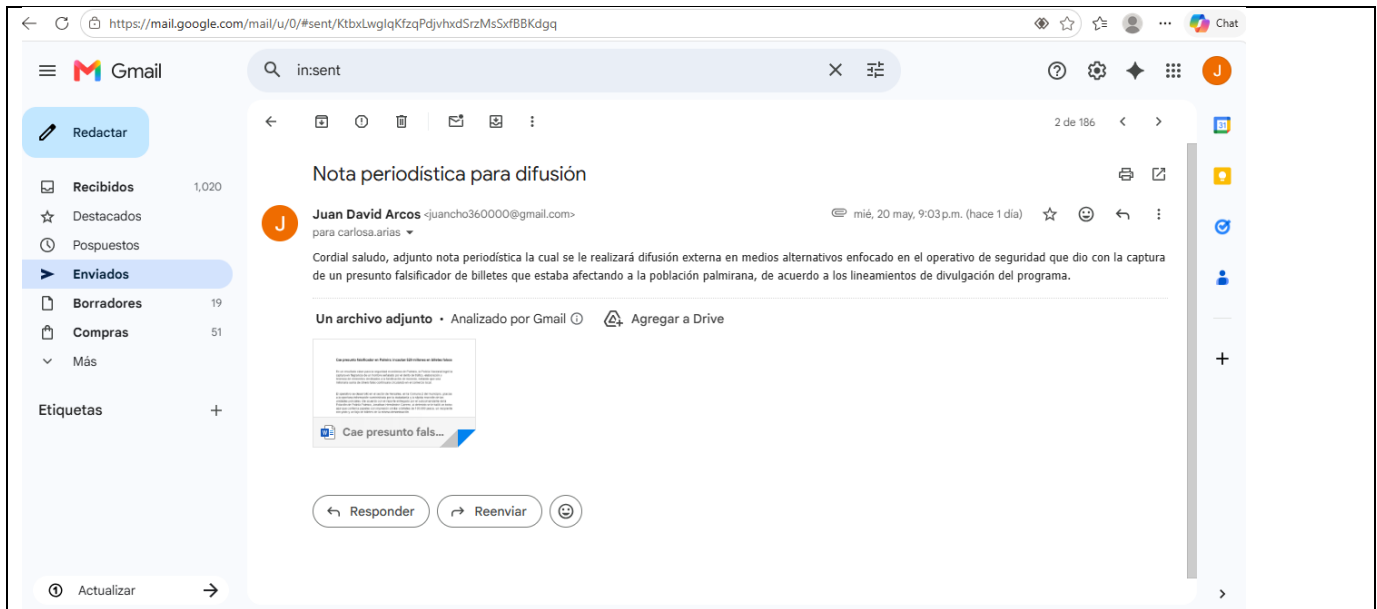 https://mail.google.com/mail/u/0/#sent/KtbxLwglqKfzqPdjvhxdSrzMsSxfBBKdgq
Chat
Gmail
in:sent
J
Redactar
2 de 186
31
Nota periodística para difusión
Recibidos 1,020
Destacados
Pospuestos
Enviados
Borradores 19
Compras 51
Más
Etiquetas
J
Juan David Arcos <juancho360000@gmail.com>
mié, 20 may, 9:03 p.m. (hace 1 día)
para carlosa.arias
Cordial saludo, adjunto nota periodística la cual se le realizará difusión externa en medios alternativos enfocado en el operativo de seguridad que dio con la captura
de un presunto falsificador de billetes que estaba afectando a la población palmirana, de acuerdo a los lineamientos de divulgación del programa.
Un archivo adjunto • Analizado por Gmail
Agregar a Drive
W
Cae presunto fals...
Responder
Reenviar
Actualizar